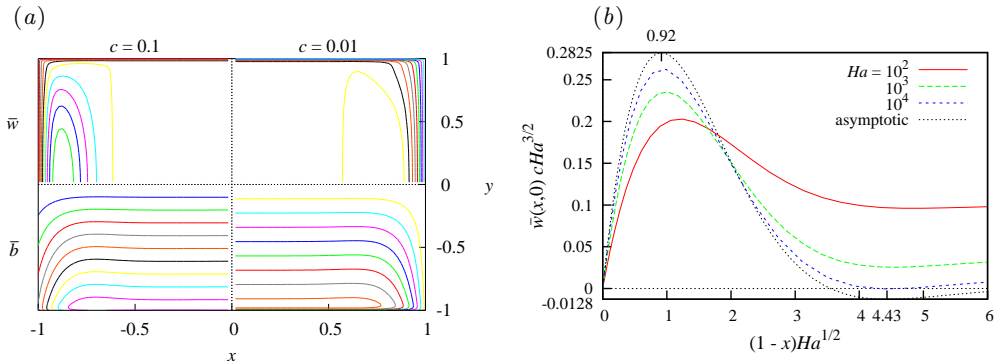 (a)
c = 0.1
c = 0.01
w̄
b̄
1
0.5
0
y
-0.5
-1
-1
-0.5
0
0.5
1
x
(b)
0.92
0.2825
0.25
0.2
0.15
0.1
0.05
0
-0.0128
w̄(x,0) cHa^{3/2}
Ha = 10^2
10^3
10^4
asymptotic
0
1
2
3
4
4.43
5
6
(1 - x)Ha^{1/2}